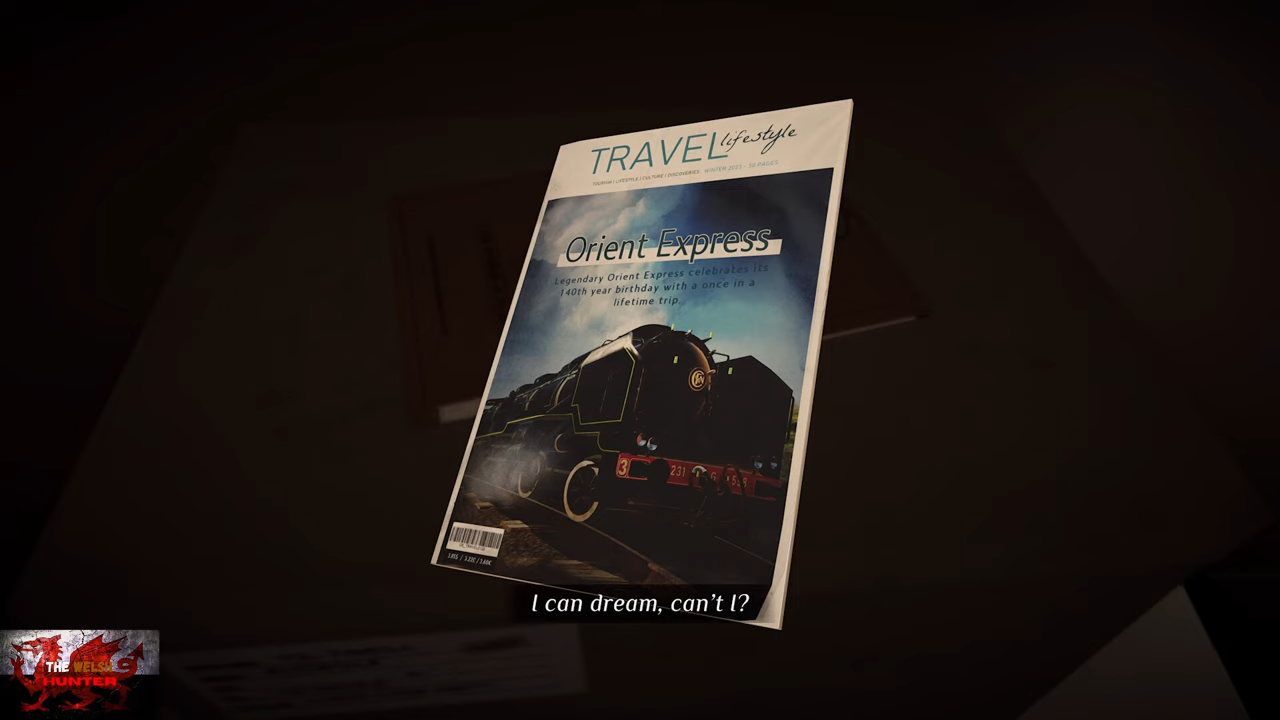 TRAVEL lifestyle
TOURISM | LIFESTYLE | CULTURE | DISCOVERIES WINTER 2023 - 50 PAGES
Orient Express
Legendary Orient Express celebrates its
140th year birthday with a once in a
lifetime trip
3 231 G
I can dream, can't I?
THE WELSH
HUNTER